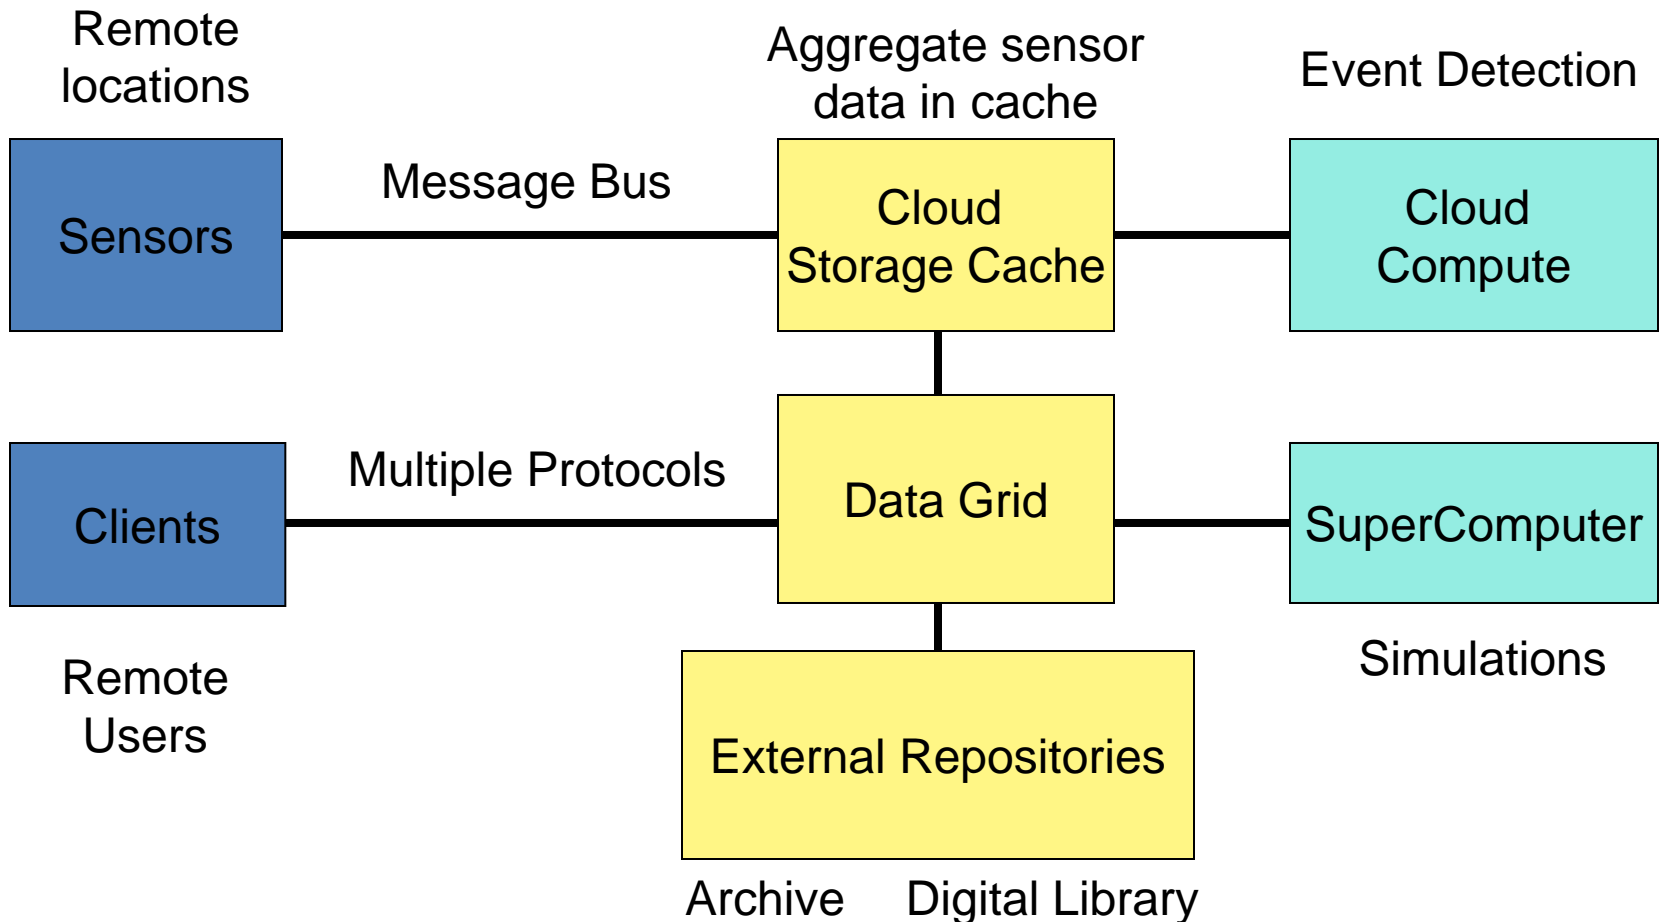 Remote
locations
Aggregate sensor
data in cache
Event Detection
Sensors
Message Bus
Cloud
Storage Cache
Cloud
Compute
Clients
Multiple Protocols
Data Grid
SuperComputer
Remote
Users
Simulations
External Repositories
Archive Digital Library